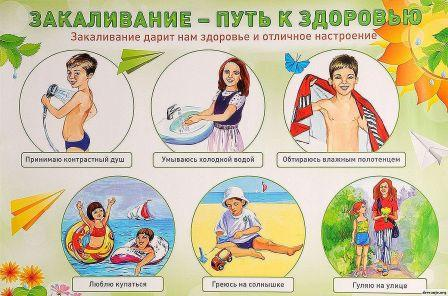 ЗАКАЛИВАНИЕ – ПУТЬ К ЗДОРОВЬЮ
Закаливание дарит нам здоровье и отличное настроение
Принимаю контрастный душ
Умываюсь холодной водой
Обтираюсь влажным полотенцем
Люблю купаться
Греюсь на солнышке
Гуляю на улице